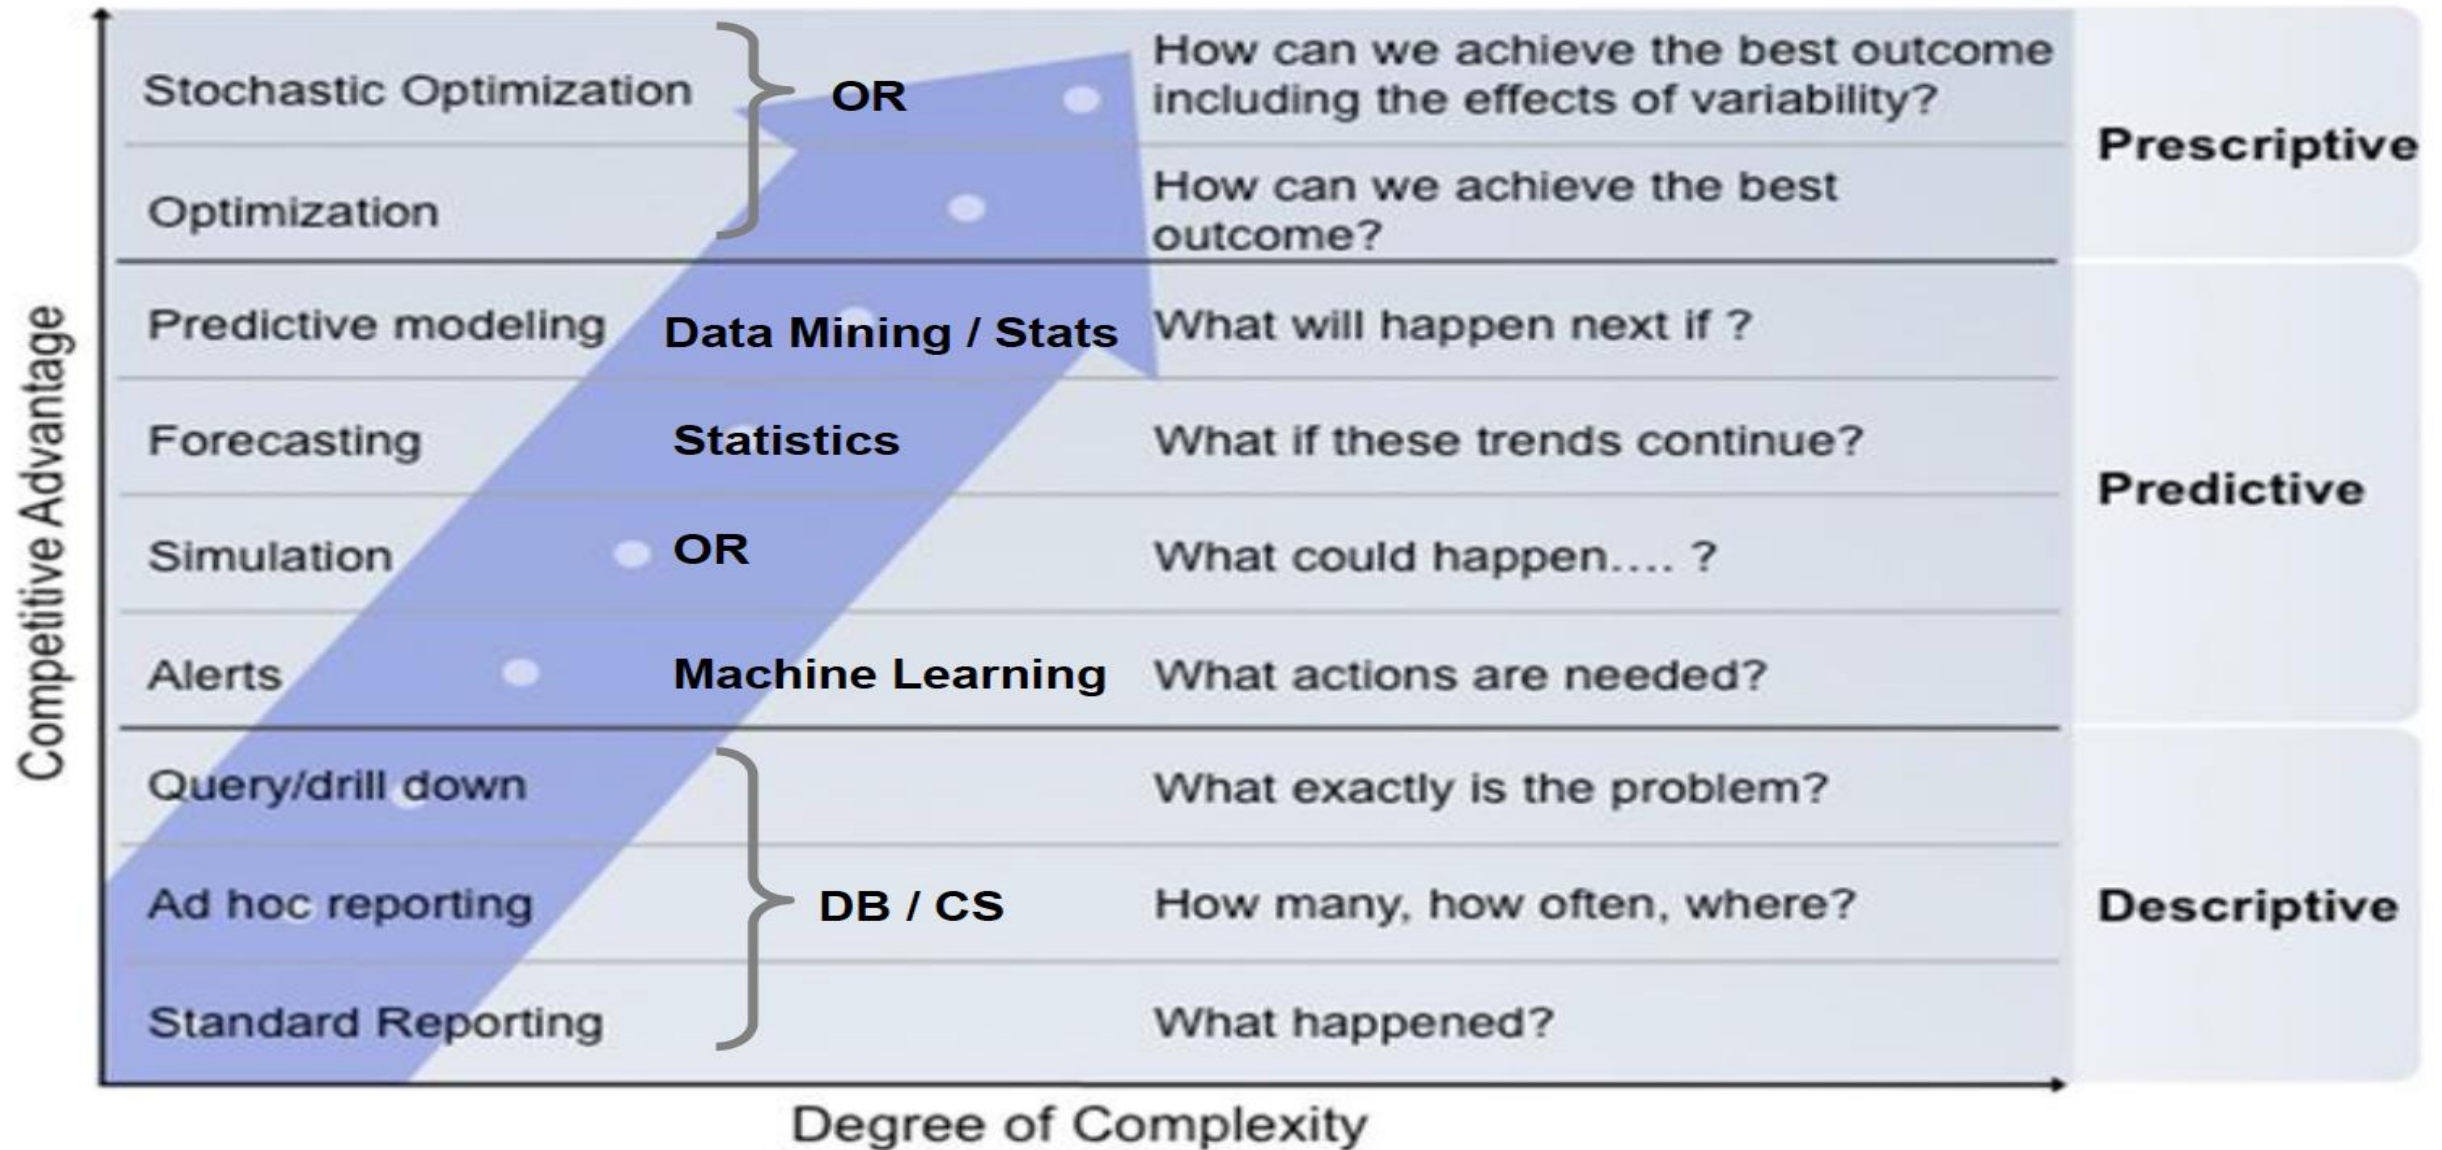 Competitive Advantage
Stochastic Optimization
OR
How can we achieve the best outcome
including the effects of variability?
Optimization
How can we achieve the best
outcome?
Prescriptive
Predictive modeling
Data Mining / Stats
What will happen next if ?
Forecasting
Statistics
What if these trends continue?
Simulation
OR
What could happen.... ?
Alerts
Machine Learning
What actions are needed?
Predictive
Query/drill down
What exactly is the problem?
Ad hoc reporting
DB / CS
How many, how often, where?
Standard Reporting
What happened?
Descriptive
Degree of Complexity